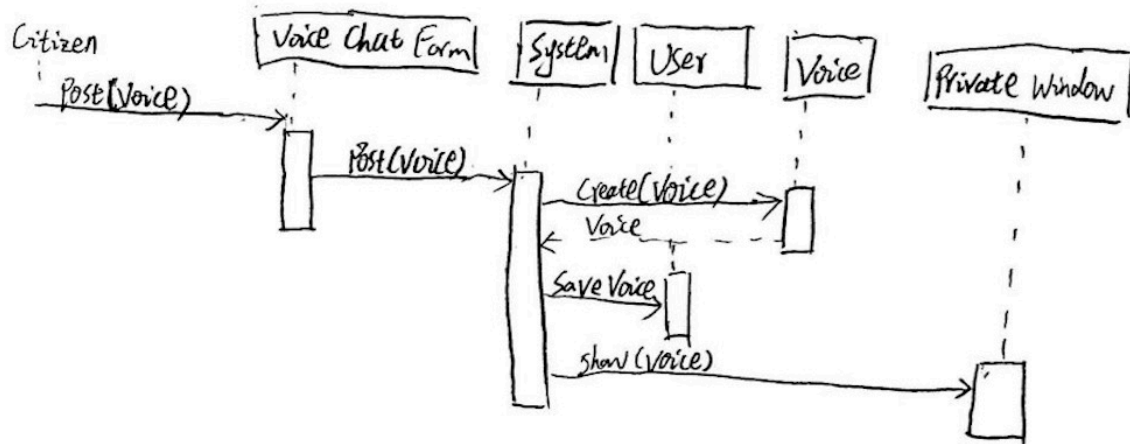 Citizen
Voice Chat Form
System
User
Voice
Private Window
Post(Voice)
Post(Voice)
Create(Voice)
Voice
Save Voice
Show(Voice)